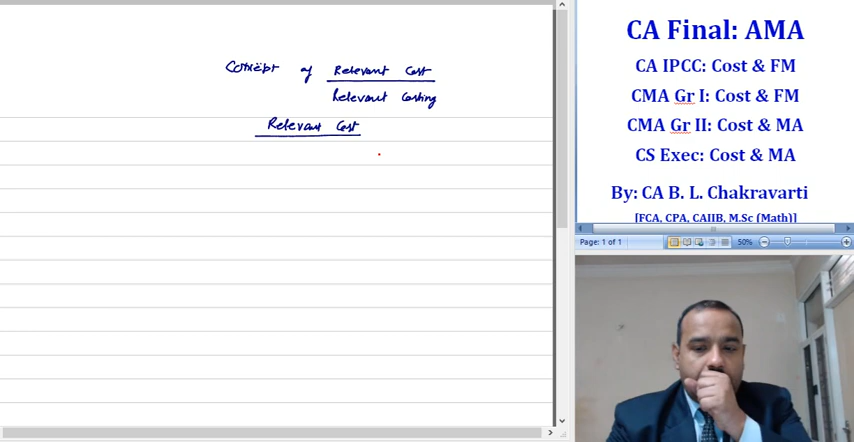 Concept of Relevant Cost
Relevant Costing
Relevant Cost
CA Final: AMA
CA IPCC: Cost & FM
CMA Gr I: Cost & FM
CMA Gr II: Cost & MA
CS Exec: Cost & MA
By: CA B. L. Chakravarti
[FCA, CPA, CAIIB, M.Sc (Math)]
Page: 1 of 1
50%